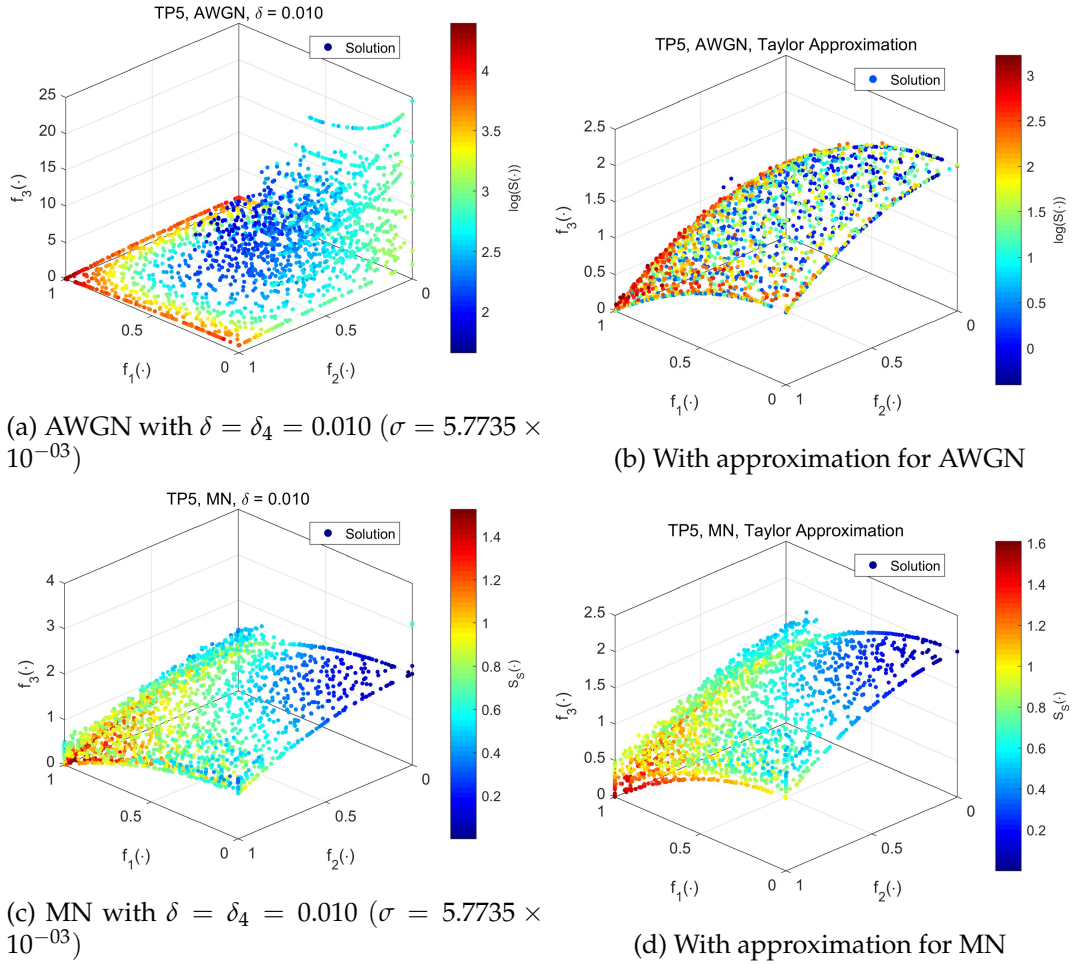 TP5, AWGN, δ = 0.010
Solution
25
20
15
10
5
0
f3(·)
1
0.5
0
f1(·)
1
0.5
0
f2(·)
4
3.5
3
2.5
2
log(S(·))
(a) AWGN with δ = δ4 = 0.010 (σ = 5.7735 ×
10−03)
TP5, AWGN, Taylor Approximation
Solution
2.5
2
1.5
1
0.5
0
f3(·)
1
0.5
0
f1(·)
1
0.5
0
f2(·)
3
2.5
2
1.5
1
0.5
0
log(S(·))
(b) With approximation for AWGN
TP5, MN, δ = 0.010
Solution
4
3
2
1
0
f3(·)
1
0.5
0
f1(·)
1
0.5
0
f2(·)
1.4
1.2
1
0.8
0.6
0.4
0.2
SS(·)
(c) MN with δ = δ4 = 0.010 (σ = 5.7735 ×
10−03)
TP5, MN, Taylor Approximation
Solution
2.5
2
1.5
1
0.5
0
f3(·)
1
0.5
0
f1(·)
1
0.5
0
f2(·)
1.6
1.4
1.2
1
0.8
0.6
0.4
0.2
SS(·)
(d) With approximation for MN